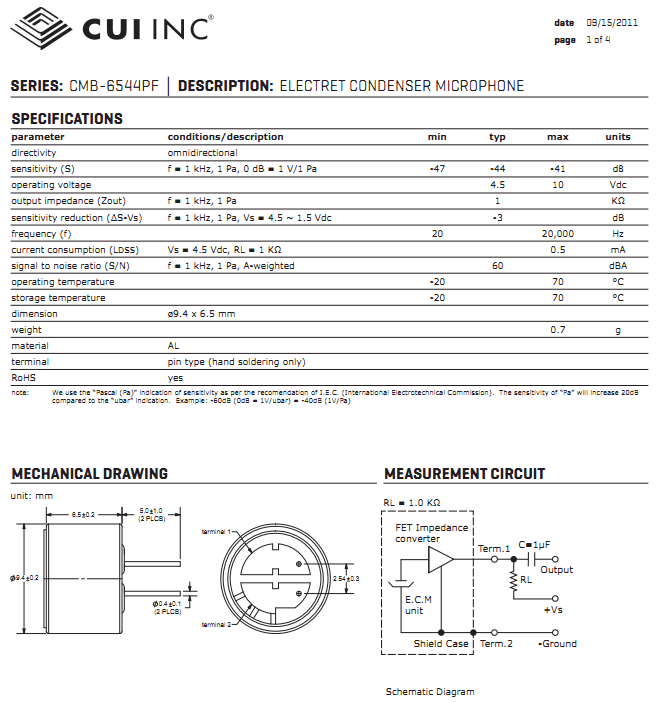 CUI INC®
date 09/15/2011
page 1 of 4
SERIES: CMB-6544PF | DESCRIPTION: ELECTRET CONDENSER MICROPHONE
SPECIFICATIONS
parameter conditions/description min typ max units
directivity omnidirectional
sensitivity (S) f = 1 kHz, 1 Pa, 0 dB = 1 V/1 Pa -47 -44 -41 dB
operating voltage 4.5 10 Vdc
output impedance (Zout) f = 1 kHz, 1 Pa 1 KΩ
sensitivity reduction (ΔS-Vs) f = 1 kHz, 1 Pa, Vs = 4.5 ~ 1.5 Vdc -3 dB
frequency (f) 20 20,000 Hz
current consumption (LDSS) Vs = 4.5 Vdc, RL = 1 KΩ 0.5 mA
signal to noise ratio (S/N) f = 1 kHz, 1 Pa, A-weighted 60 dBA
operating temperature -20 70 °C
storage temperature -20 70 °C
dimension ø9.4 x 6.5 mm
weight 0.7 g
material AL
terminal pin type (hand soldering only)
RoHS yes
note: We use the "Pascal (Pa)" indication of sensitivity as per the recomendation of I.E.C. (International Electrotechnical Commission). The sensitivity of "Pa" will increase 20dB
compared to the "ubar" indication. Example: -60dB (0dB = 1V/ubar) = -40dB (1V/Pa)
MECHANICAL DRAWING
unit: mm
6.5±0.2
5.0±1.0
(2 PLCS)
ø9.4±0.2
ø0.4±0.1
(2 PLCS)
terminal 1
2.54±0.3
terminal 2
MEASUREMENT CIRCUIT
RL = 1.0 KΩ
FET Impedance
converter
Term.1
C=1µF
Output
RL
E.C.M
unit
+Vs
Shield Case
Term.2
-Ground
Schematic Diagram